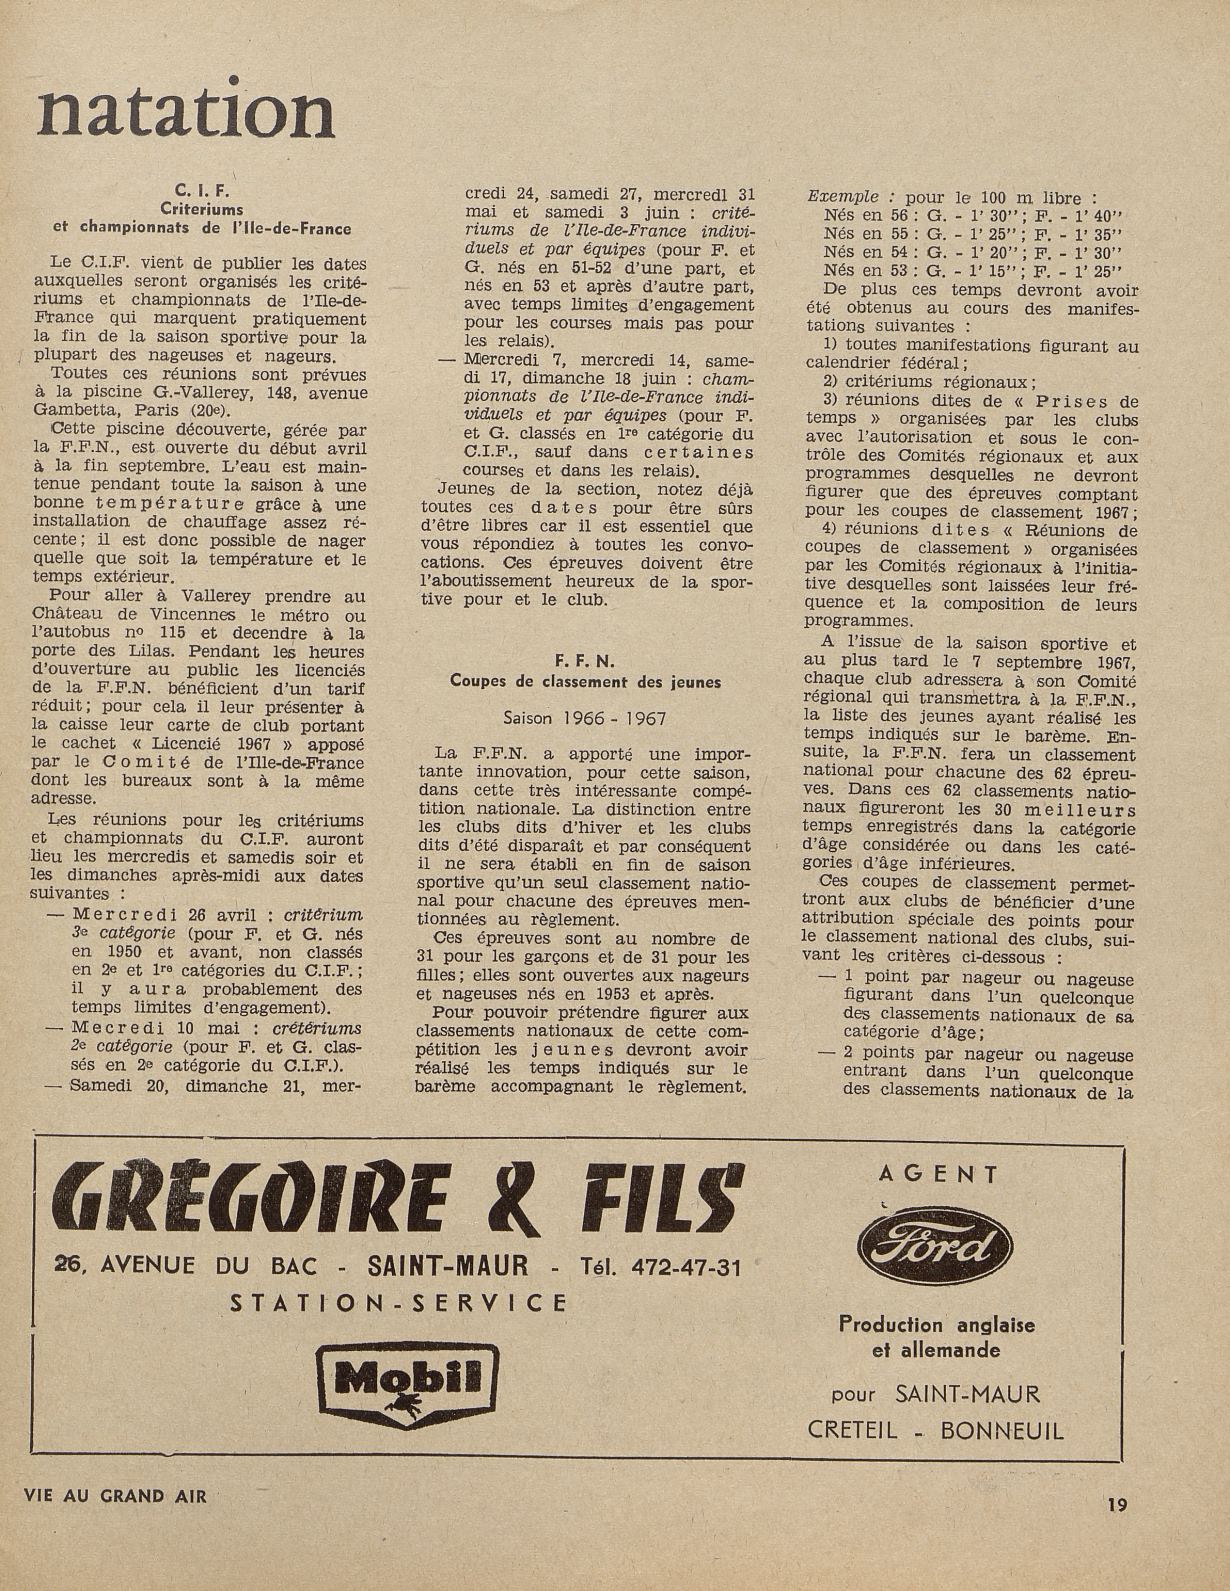 natation
C. I. F.
Criteriums
et championnats de l'Ile-de-France
Le C.I.F. vient de publier les dates
auxquelles seront organisés les crité-
riums et championnats de l'Ile-de-
France qui marquent pratiquement
la fin de la saison sportive pour la
plupart des nageuses et nageurs.
Toutes ces réunions sont prévues
à la piscine G.-Vallerey, 148, avenue
Gambetta, Paris (20e).
Cette piscine découverte, gérée par
la F.F.N., est ouverte du début avril
à la fin septembre. L'eau est main-
tenue pendant toute la saison à une
bonne température grâce à une
installation de chauffage assez ré-
cente; il est donc possible de nager
quelle que soit la température et le
temps extérieur.
Pour aller à Vallerey prendre au
Château de Vincennes le métro ou
l'autobus no 115 et decendre à la
porte des Lilas. Pendant les heures
d'ouverture au public les licenciés
de la F.F.N. bénéficient d'un tarif
réduit; pour cela il leur présenter à
la caisse leur carte de club portant
le cachet « Licencié 1967 » apposé
par le Comité de l'Ille-de-France
dont les bureaux sont à la même
adresse.
Les réunions pour les critériums
et championnats du C.I.F. auront
lieu les mercredis et samedis soir et
les dimanches après-midi aux dates
suivantes :
— Mercredi 26 avril : critérium
3e catégorie (pour F. et G. nés
en 1950 et avant, non classés
en 2e et 1re catégories du C.I.F.;
il y aura probablement des
temps limites d'engagement).
— Mecredi 10 mai : crétériums
2e catégorie (pour F. et G. clas-
sés en 2e catégorie du C.I.F.).
— Samedi 20, dimanche 21, mer-
credi 24, samedi 27, mercredi 31
mai et samedi 3 juin : crité-
riums de l'Ile-de-France indivi-
duels et par équipes (pour F. et
G. nés en 51-52 d'une part, et
nés en 53 et après d'autre part,
avec temps limites d'engagement
pour les courses mais pas pour
les relais).
— Mercredi 7, mercredi 14, same-
di 17, dimanche 18 juin : cham-
pionnats de l'Ile-de-France indi-
viduels et par équipes (pour F.
et G. classés en 1re catégorie du
C.I.F., sauf dans certaines
courses et dans les relais).
Jeunes de la section, notez déjà
toutes ces dates pour être sûrs
d'être libres car il est essentiel que
vous répondiez à toutes les convo-
cations. Ces épreuves doivent être
l'aboutissement heureux de la spor-
tive pour et le club.
F. F. N.
Coupes de classement des jeunes
Saison 1966 - 1967
La F.F.N. a apporté une impor-
tante innovation, pour cette saison,
dans cette très intéressante compé-
tition nationale. La distinction entre
les clubs dits d'hiver et les clubs
dits d'été disparaît et par conséquent
il ne sera établi en fin de saison
sportive qu'un seul classement natio-
nal pour chacune des épreuves men-
tionnées au règlement.
Ces épreuves sont au nombre de
31 pour les garçons et de 31 pour les
filles; elles sont ouvertes aux nageurs
et nageuses nés en 1953 et après.
Pour pouvoir prétendre figurer aux
classements nationaux de cette com-
pétition les jeunes devront avoir
réalisé les temps indiqués sur le
barème accompagnant le règlement.
Exemple : pour le 100 m libre :
Nés en 56 : G. - 1' 30''; F. - 1' 40''
Nés en 55 : G. - 1' 25''; F. - 1' 35''
Nés en 54 : G. - 1' 20''; F. - 1' 30''
Nés en 53 : G. - 1' 15''; F. - 1' 25''
De plus ces temps devront avoir
été obtenus au cours des manifes-
tations suivantes :
1) toutes manifestations figurant au
calendrier fédéral;
2) critériums régionaux;
3) réunions dites de « Prises de
temps » organisées par les clubs
avec l'autorisation et sous le con-
trôle des Comités régionaux et aux
programmes desquelles ne devront
figurer que des épreuves comptant
pour les coupes de classement 1967;
4) réunions dites « Réunions de
coupes de classement » organisées
par les Comités régionaux à l'initia-
tive desquelles sont laissées leur fré-
quence et la composition de leurs
programmes.
A l'issue de la saison sportive et
au plus tard le 7 septembre 1967,
chaque club adressera à son Comité
régional qui transmettra à la F.F.N.,
la liste des jeunes ayant réalisé les
temps indiqués sur le barème. En-
suite, la F.F.N. fera un classement
national pour chacune des 62 épreu-
ves. Dans ces 62 classements natio-
naux figureront les 30 meilleurs
temps enregistrés dans la catégorie
d'âge considérée ou dans les caté-
gories d'âge inférieures.
Ces coupes de classement permet-
tront aux clubs de bénéficier d'une
attribution spéciale des points pour
le classement national des clubs, sui-
vant les critères ci-dessous :
— 1 point par nageur ou nageuse
figurant dans l'un quelconque
des classements nationaux de sa
catégorie d'âge;
— 2 points par nageur ou nageuse
entrant dans l'un quelconque
des classements nationaux de la
GRÉGOIRE & FILS
26, AVENUE DU BAC - SAINT-MAUR - Tél. 472-47-31
STATION-SERVICE
Mobil
AGENT
Ford
Production anglaise
et allemande
pour SAINT-MAUR
CRETEIL - BONNEUIL
VIE AU GRAND AIR
19